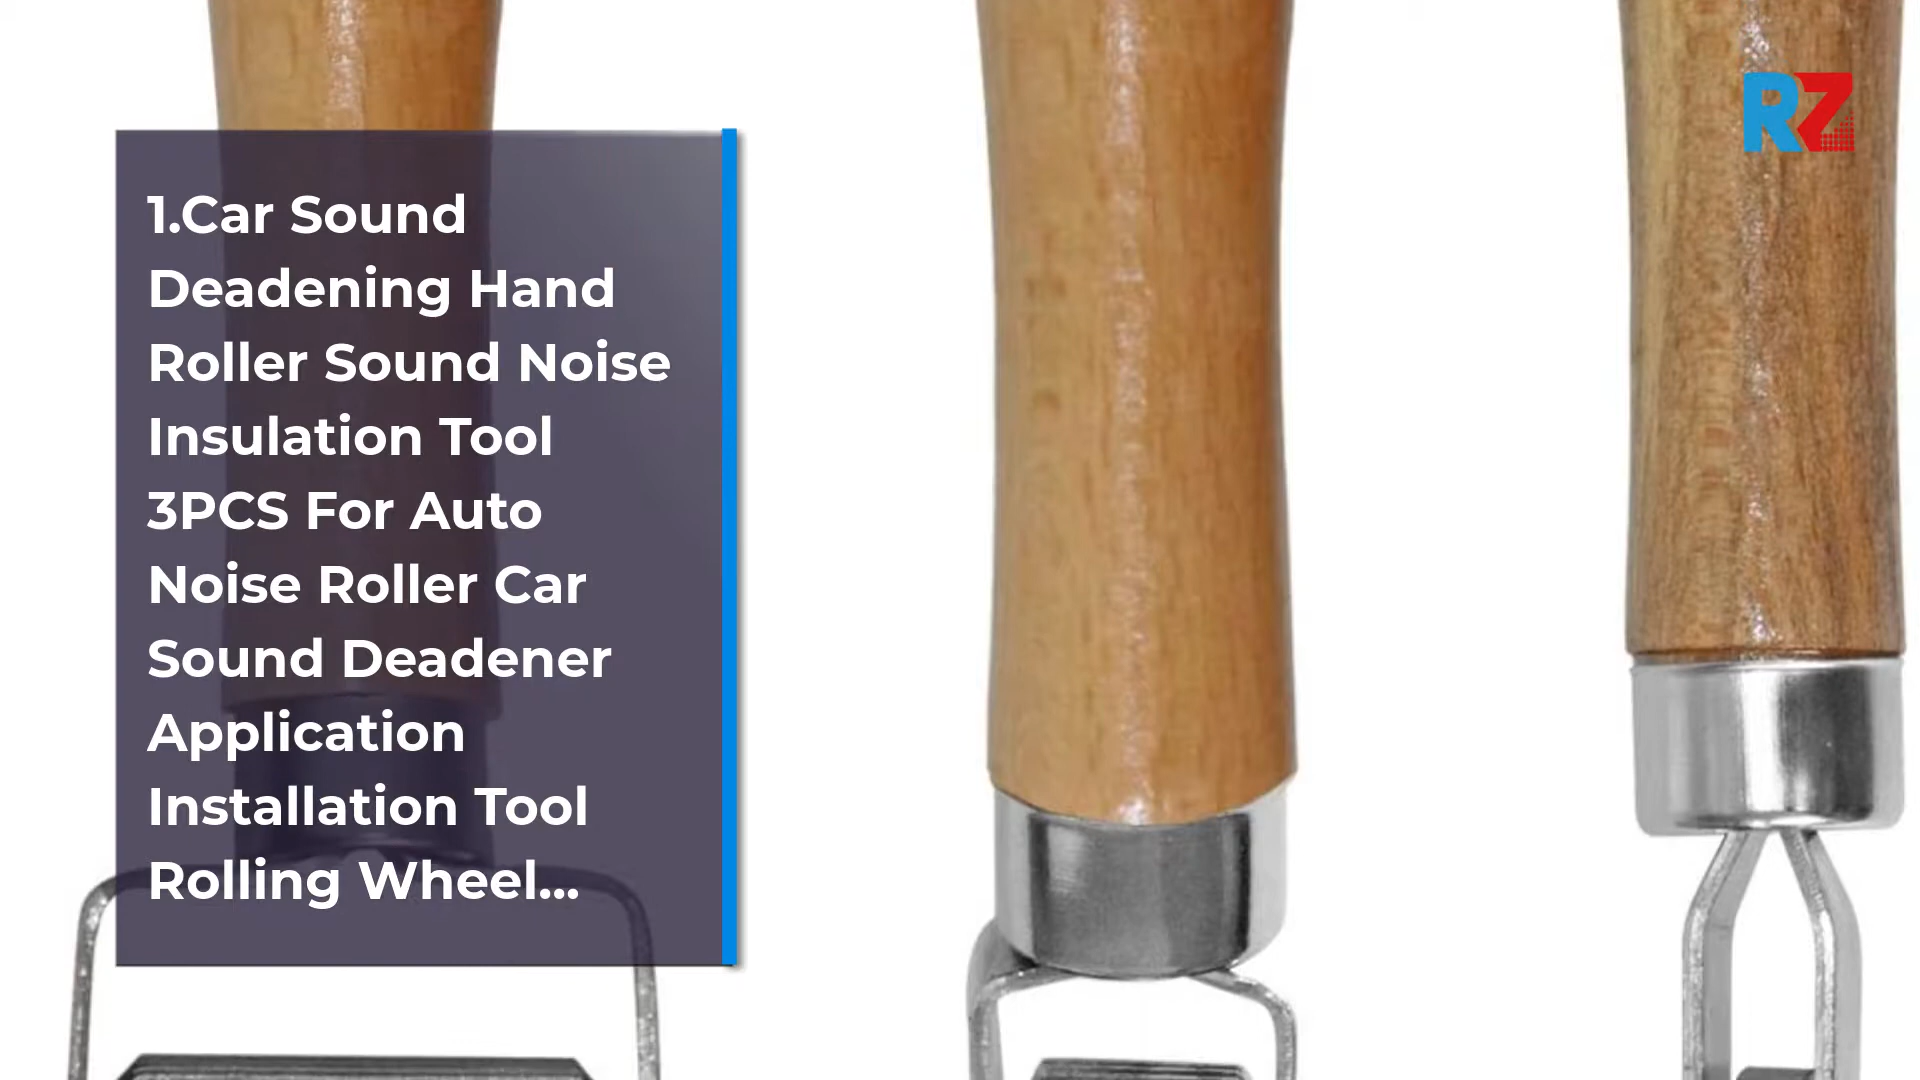 1.Car Sound
Deadening Hand
Roller Sound Noise
Insulation Tool
3PCS For Auto
Noise Roller Car
Sound Deadener
Application
Installation Tool
Rolling Wheel...
RZ